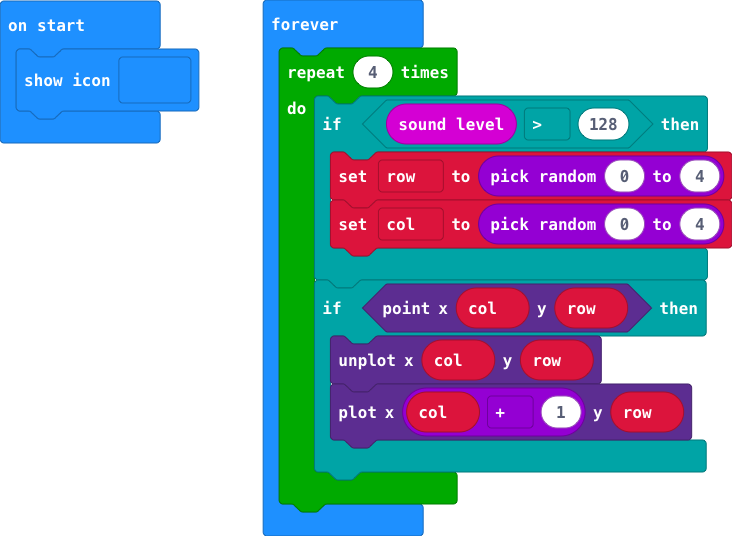 on start
show icon
forever
repeat 4 times
do
if sound level > 128 then
set row to pick random 0 to 4
set col to pick random 0 to 4
if point x col y row then
unplot x col y row
plot x col + 1 y row